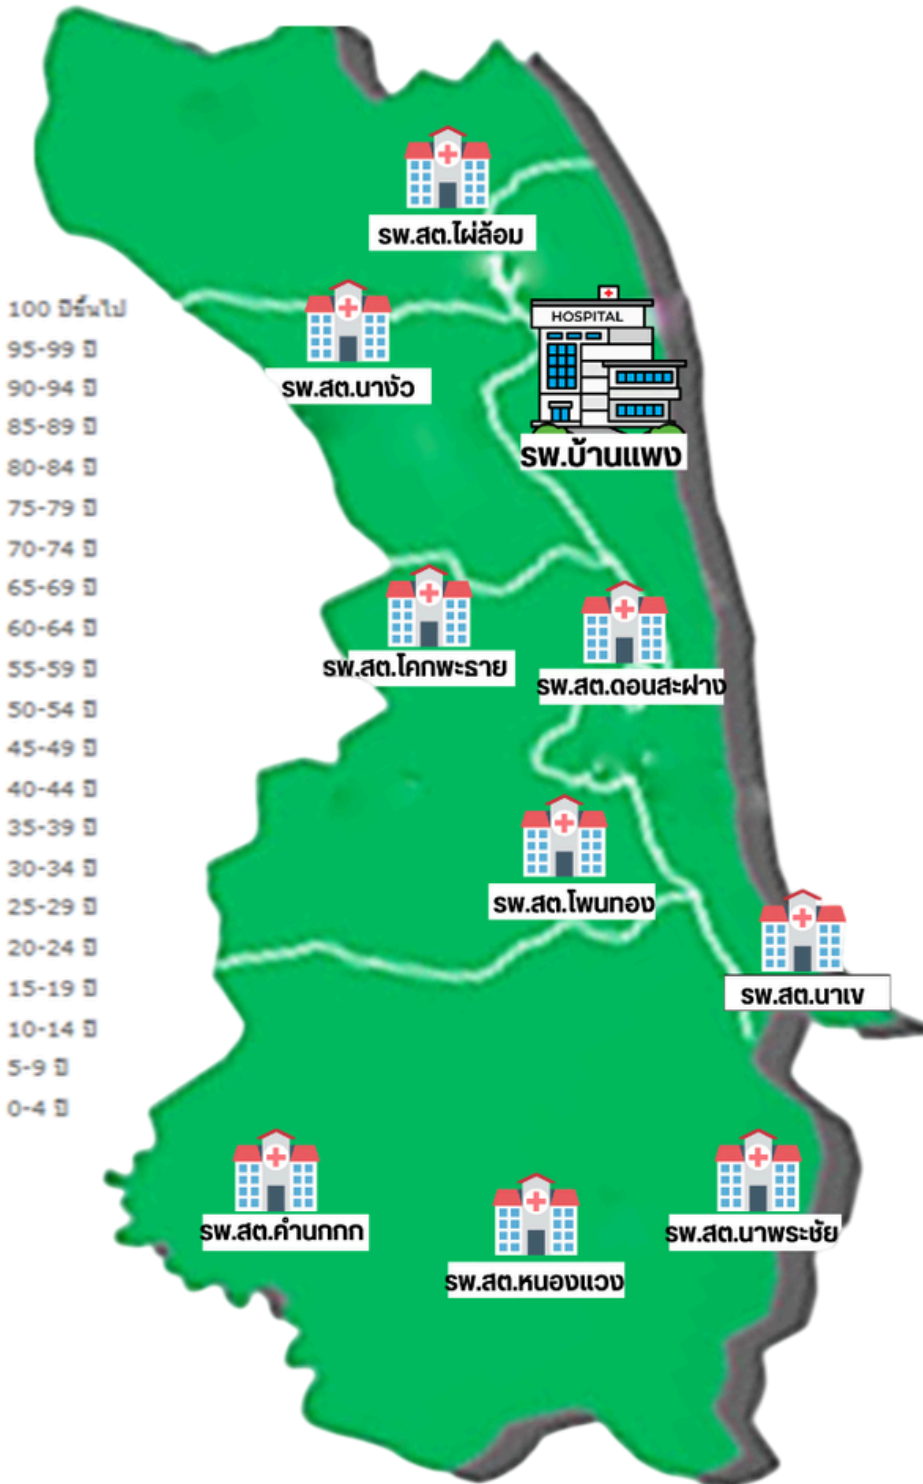 รพ.สต.ไผ่ล้อม
HOSPITAL
รพ.สต.นางัว
รพ.บ้านแพง
รพ.สต.โคกพะธาย
รพ.สต.ดอนสะฝาง
รพ.สต.โพนทอง
รพ.สต.นาเข
รพ.สต.คำนกกก
รพ.สต.หนองแวง
รพ.สต.นาพระชัย
100 ปีขึ้นไป
95-99 ปี
90-94 ปี
85-89 ปี
80-84 ปี
75-79 ปี
70-74 ปี
65-69 ปี
60-64 ปี
55-59 ปี
50-54 ปี
45-49 ปี
40-44 ปี
35-39 ปี
30-34 ปี
25-29 ปี
20-24 ปี
15-19 ปี
10-14 ปี
5-9 ปี
0-4 ปี